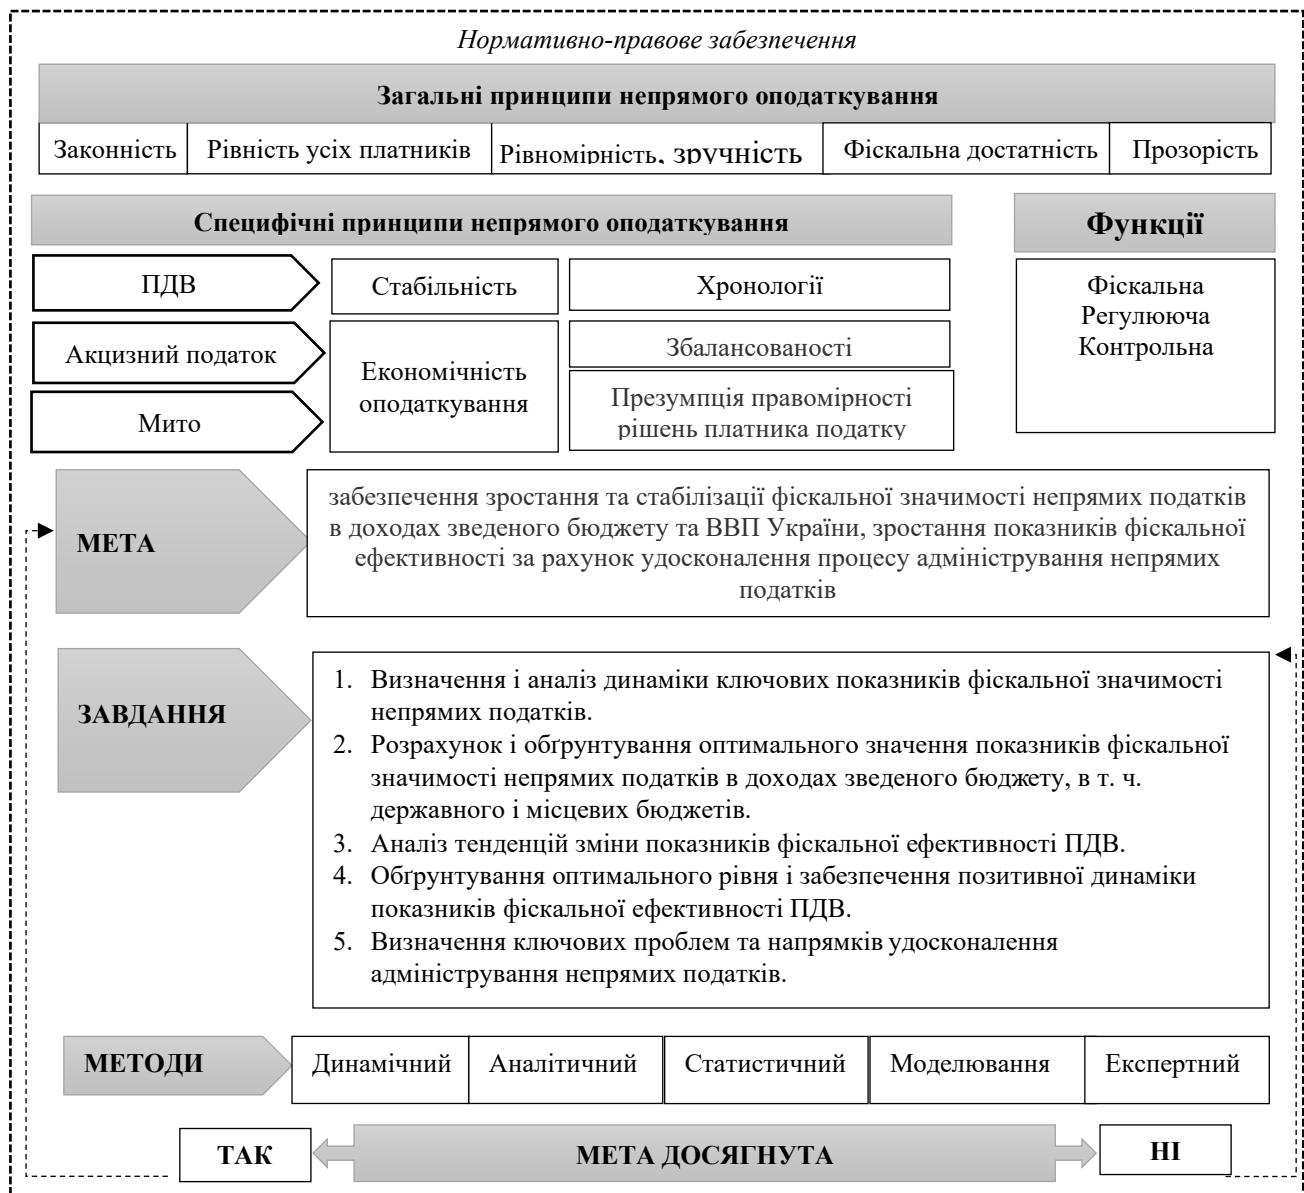 Нормативно-правове забезпечення
Загальні принципи непрямого оподаткування
Законність
Рівність усіх платників
Рівномірність, зручність
Фіскальна достатність
Прозорість
Специфічні принципи непрямого оподаткування
Функції
ПДВ
Стабільність
Хронології
Фіскальна
Регулююча
Контрольна
Акцизний податок
Економічність
оподаткування
Збалансованості
Мито
Презумпція правомірності
рішень платника податку
МЕТА
забезпечення зростання та стабілізації фіскальної значимості непрямих податків
в доходах зведеного бюджету та ВВП України, зростання показників фіскальної
ефективності за рахунок удосконалення процесу адміністрування непрямих
податків
ЗАВДАННЯ
1. Визначення і аналіз динаміки ключових показників фіскальної значимості
непрямих податків.
2. Розрахунок і обґрунтування оптимального значення показників фіскальної
значимості непрямих податків в доходах зведеного бюджету, в т. ч.
державного і місцевих бюджетів.
3. Аналіз тенденцій зміни показників фіскальної ефективності ПДВ.
4. Обґрунтування оптимального рівня і забезпечення позитивної динаміки
показників фіскальної ефективності ПДВ.
5. Визначення ключових проблем та напрямків удосконалення
адміністрування непрямих податків.
МЕТОДИ
Динамічний
Аналітичний
Статистичний
Моделювання
Експертний
ТАК
МЕТА ДОСЯГНУТА
НІ